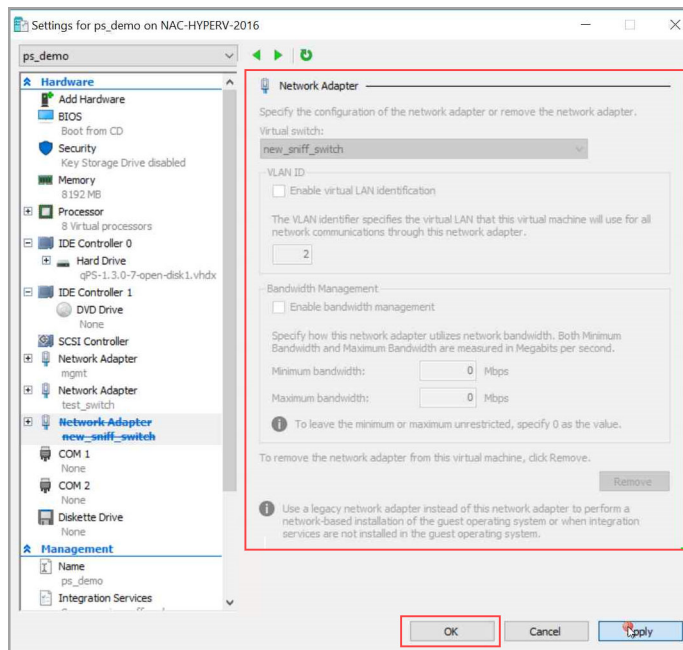 Settings for ps_demo on NAC-HYPERV-2016
ps_demo
Hardware
Add Hardware
BIOS
Boot from CD
Security
Key Storage Drive disabled
Memory
8192 MB
Processor
8 Virtual processors
IDE Controller 0
Hard Drive
qPS-1.3.0-7-open-disk1.vhdx
IDE Controller 1
DVD Drive
None
SCSI Controller
Network Adapter
mgmt
Network Adapter
test_switch
Network Adapter
new_sniff_switch
COM 1
None
COM 2
None
Diskette Drive
None
Management
Name
ps_demo
Integration Services
Network Adapter
Specify the configuration of the network adapter or remove the network adapter.
Virtual switch:
new_sniff_switch
VLAN ID
Enable virtual LAN identification
The VLAN identifier specifies the virtual LAN that this virtual machine will use for all
network communications through this network adapter.
2
Bandwidth Management
Enable bandwidth management
Specify how this network adapter utilizes network bandwidth. Both Minimum
Bandwidth and Maximum Bandwidth are measured in Megabits per second.
Minimum bandwidth: 0 Mbps
Maximum bandwidth: 0 Mbps
To leave the minimum or maximum unrestricted, specify 0 as the value.
To remove the network adapter from this virtual machine, click Remove.
Remove
Use a legacy network adapter instead of this network adapter to perform a
network-based installation of the guest operating system or when integration
services are not installed in the guest operating system.
OK Cancel Apply